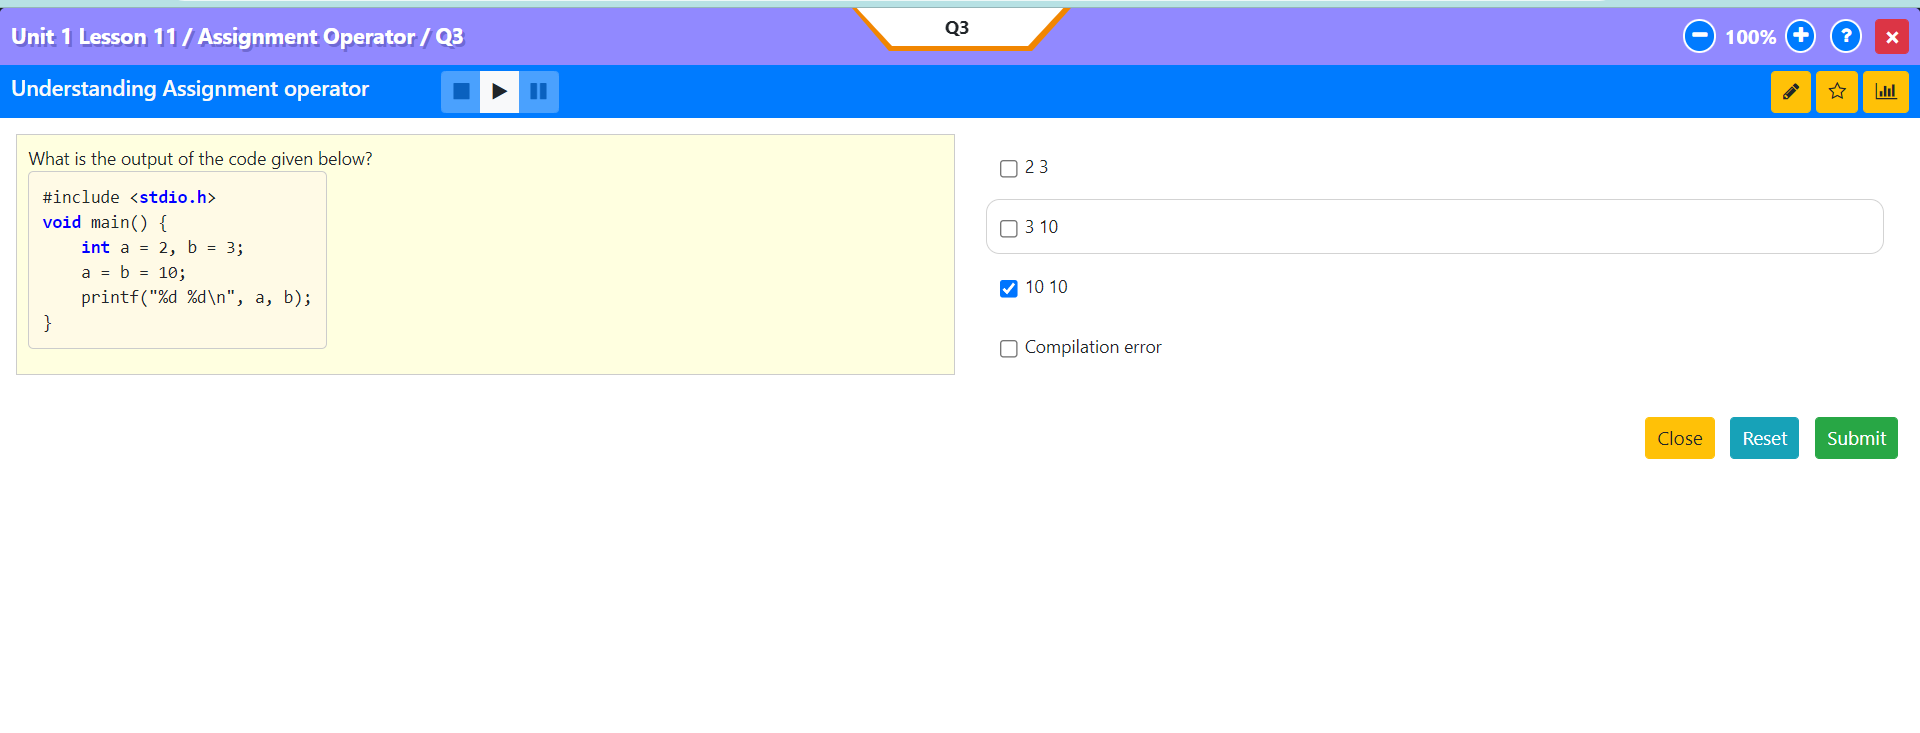 Unit 1 Lesson 11 / Assignment Operator / Q3
Q3
100%
?
Understanding Assignment operator
What is the output of the code given below?
#include <stdio.h>
void main() {
    int a = 2, b = 3;
    a = b = 10;
    printf("%d %d\n", a, b);
}
2 3
3 10
10 10
Compilation error
Close
Reset
Submit